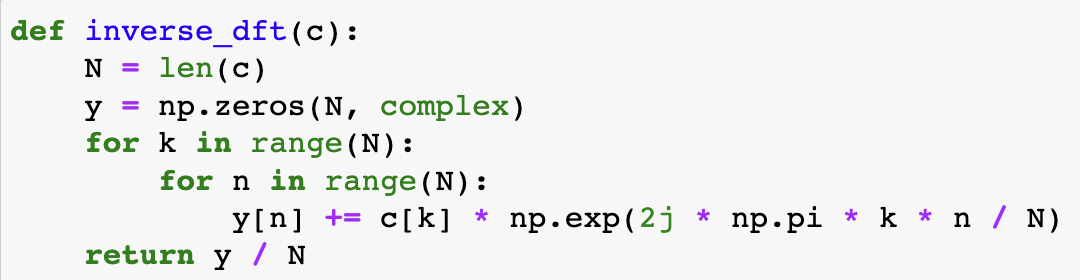 def inverse_dft(c):
    N = len(c)
    y = np.zeros(N, complex)
    for k in range(N):
        for n in range(N):
            y[n] += c[k] * np.exp(2j * np.pi * k * n / N)
    return y / N